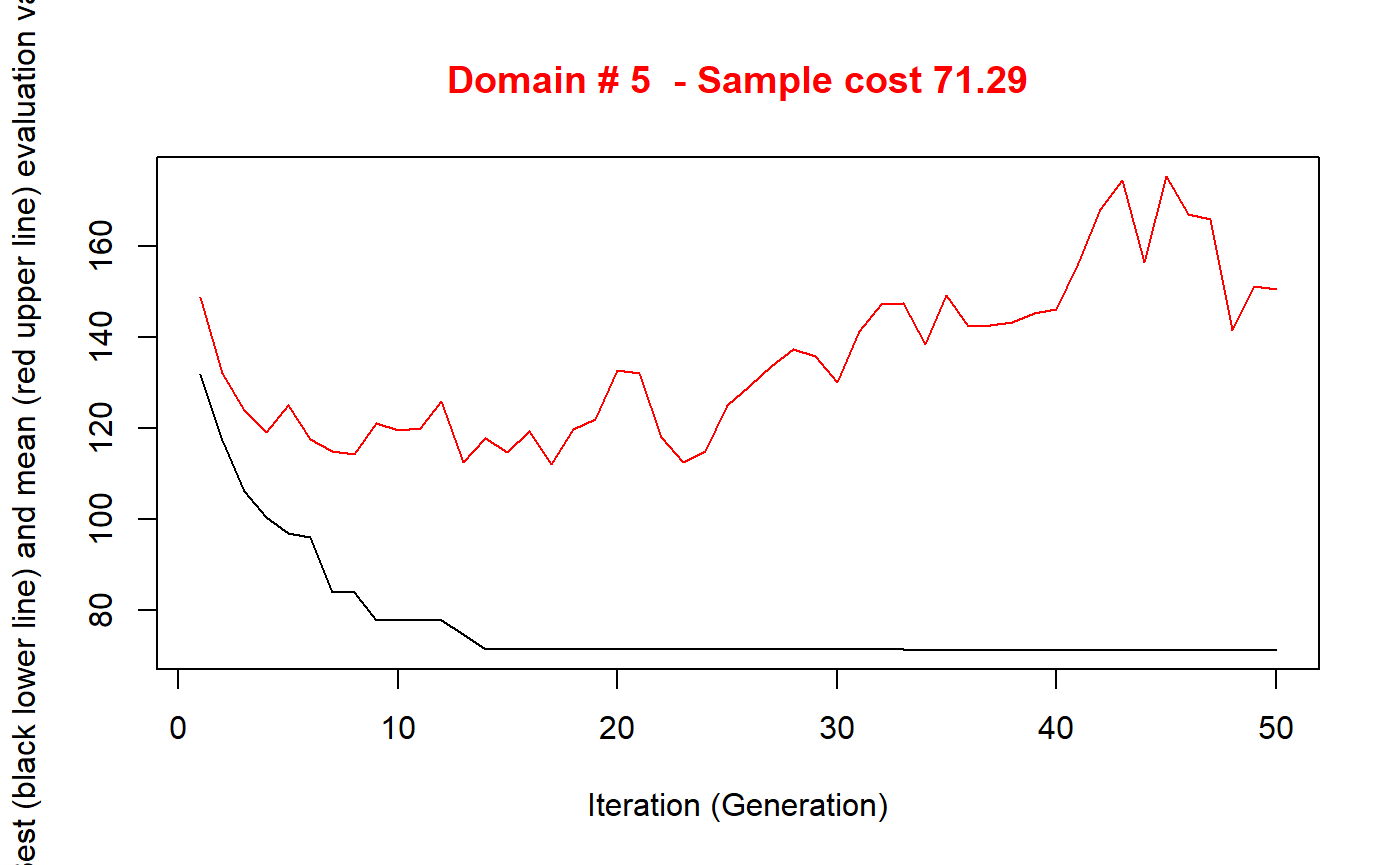 Domain # 5  - Sample cost 71.29
(black lower line) and mean (red upper line) evaluation
160
140
120
100
80
0 10 20 30 40 50
Iteration (Generation)